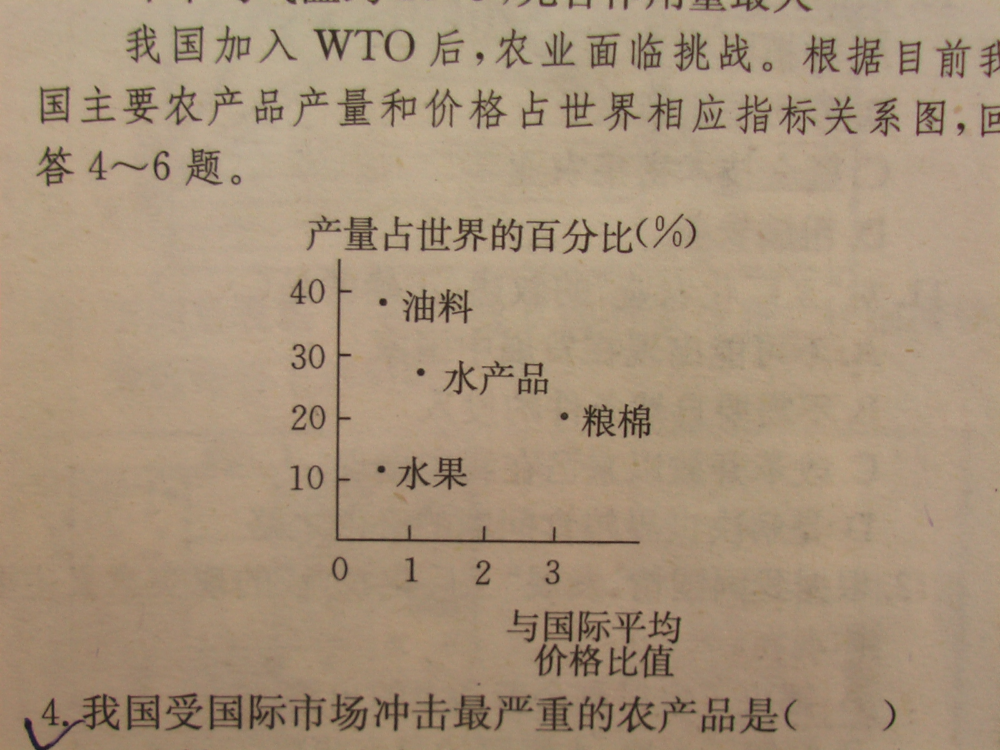 我国加入 WTO 后，农业面临挑战。根据目前我
国主要农产品产量和价格占世界相应指标关系图，回
答 4～6 题。
产量占世界的百分比(%)
40
·油料
30
·水产品
20
·粮棉
10
·水果
0 1 2 3
与国际平均
价格比值
4. 我国受国际市场冲击最严重的农产品是( )